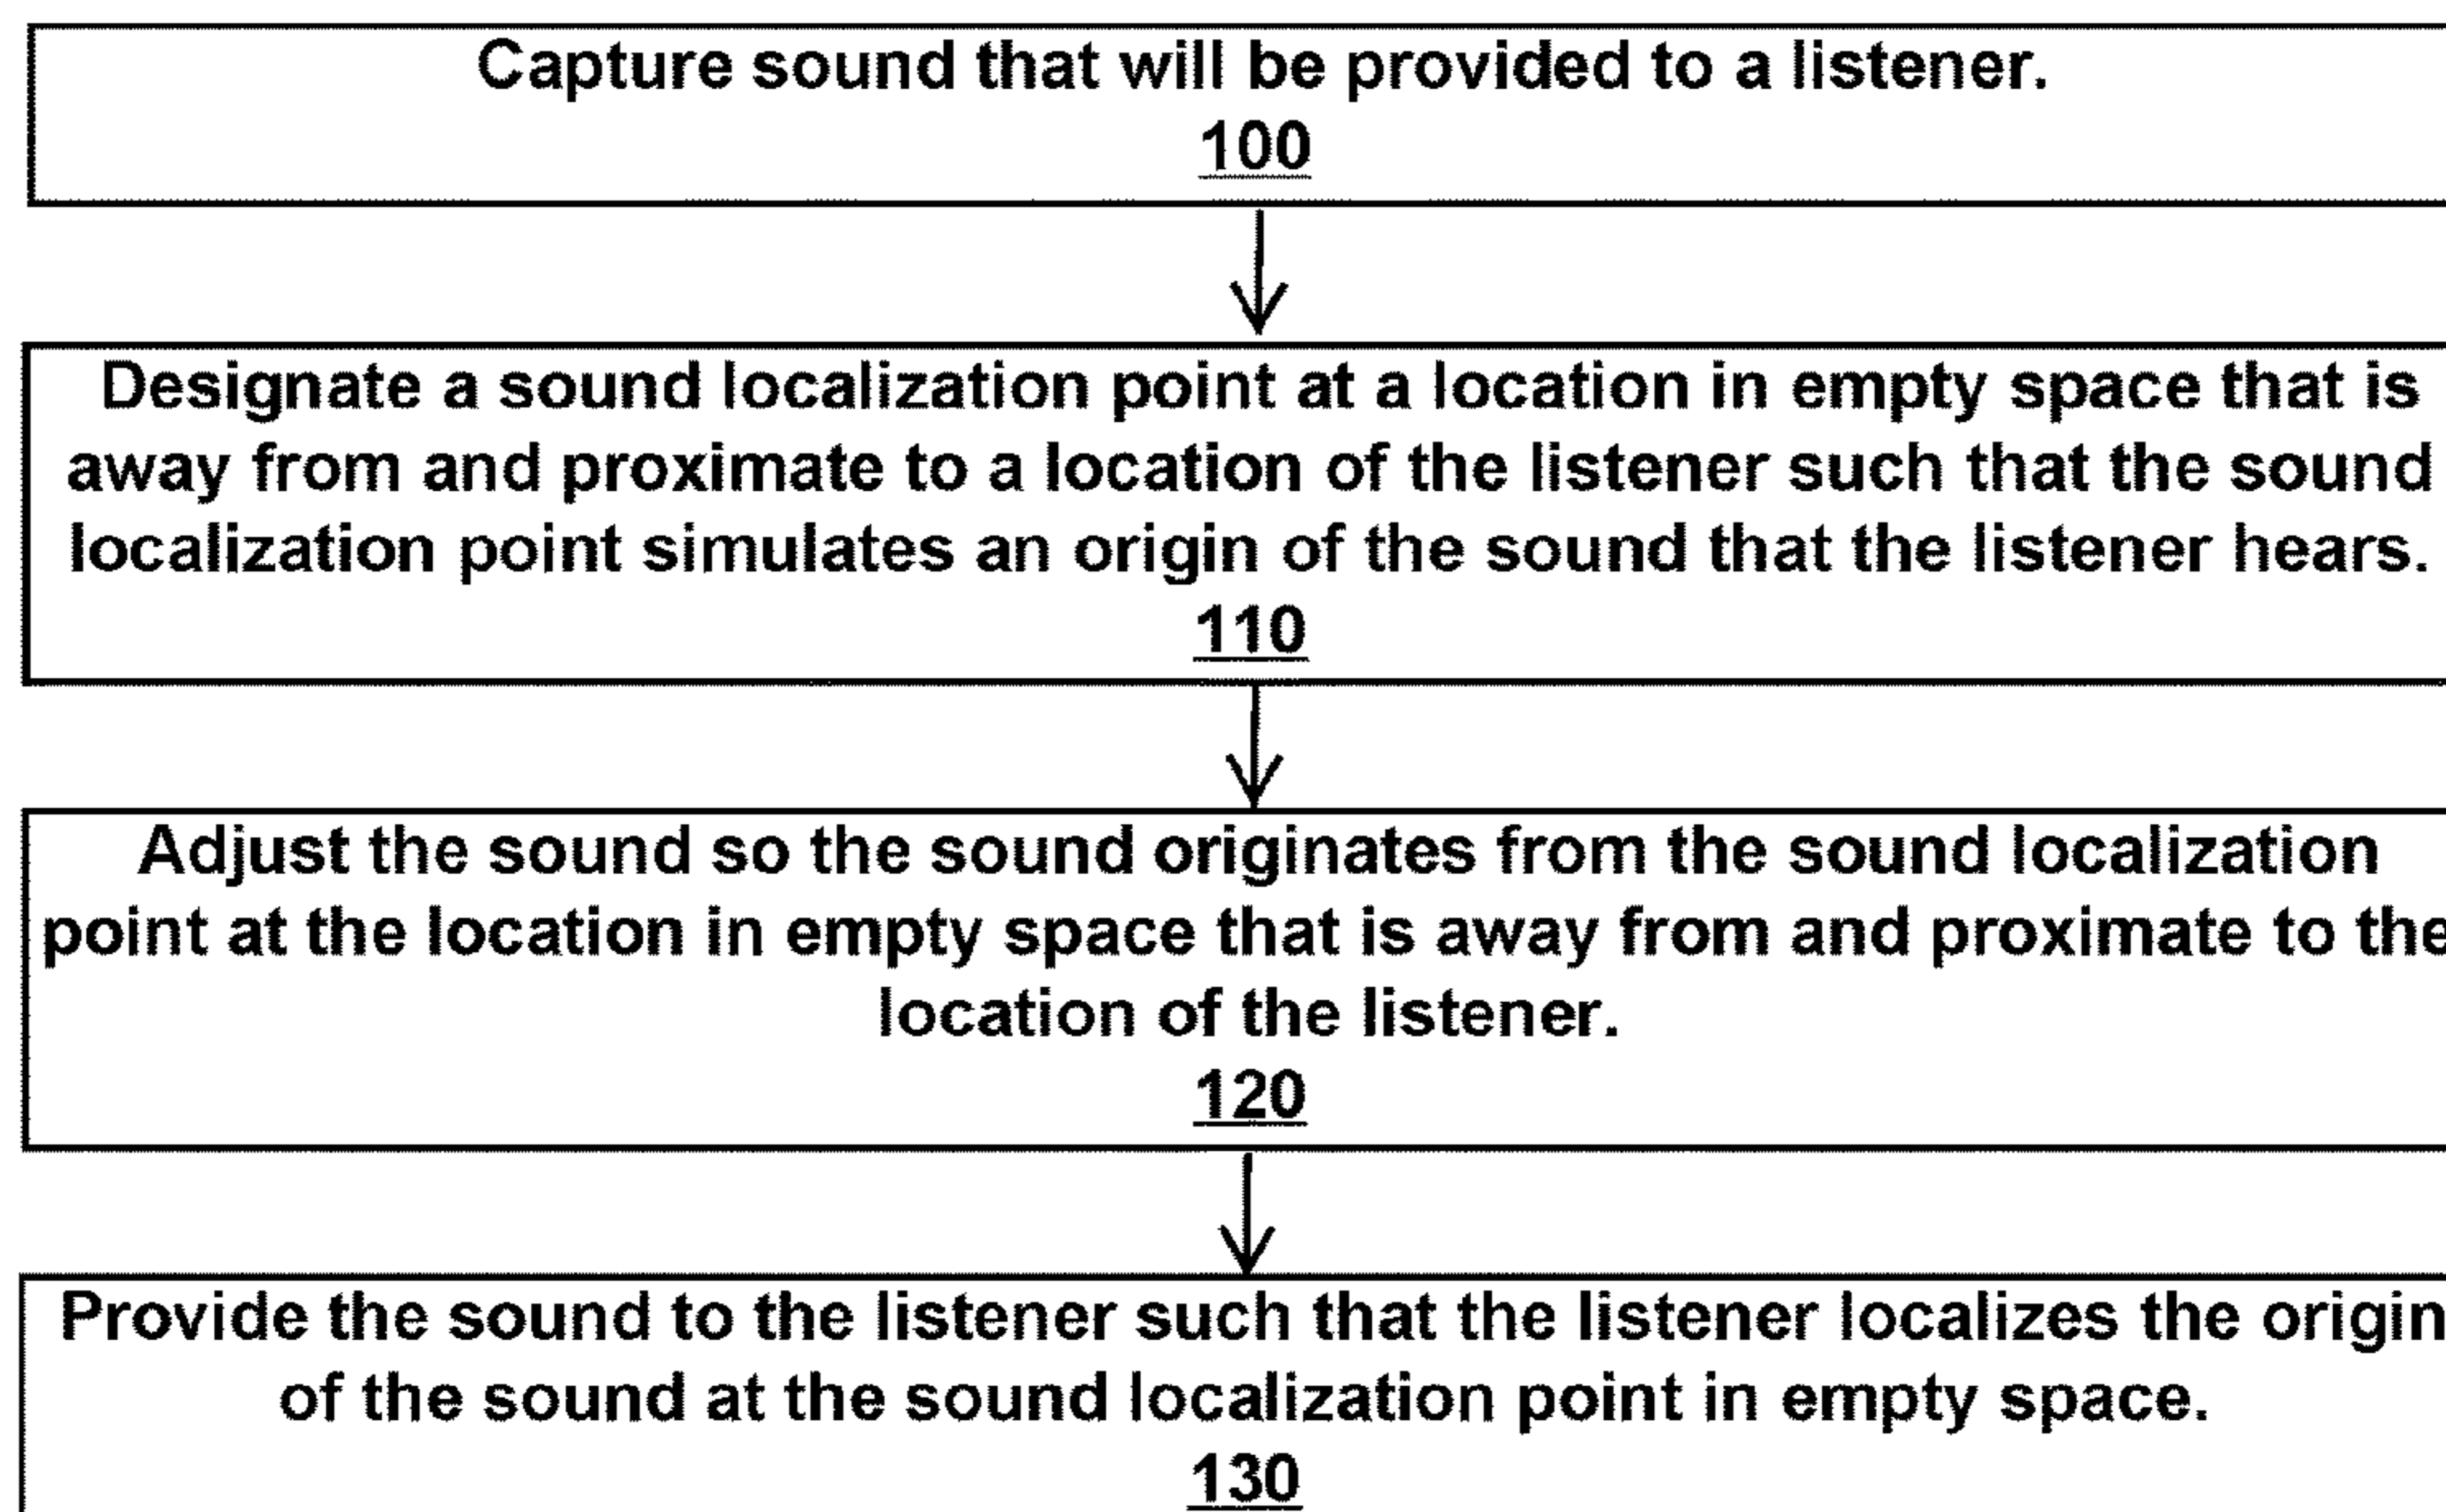 Capture sound that will be provided to a listener.
100
Designate a sound localization point at a location in empty space that is
away from and proximate to a location of the listener such that the sound
localization point simulates an origin of the sound that the listener hears.
110
Adjust the sound so the sound originates from the sound localization
point at the location in empty space that is away from and proximate to the
location of the listener.
120
Provide the sound to the listener such that the listener localizes the origin
of the sound at the sound localization point in empty space.
130